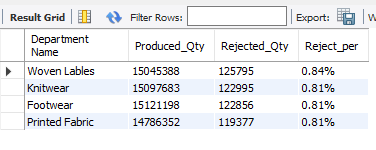 Result Grid Filter Rows: Export: W
Department Name Produced_Qty Rejected_Qty Reject_per
Woven Lables 15045388 125795 0.84%
Knitwear 15097683 122995 0.81%
Footwear 15121198 122856 0.81%
Printed Fabric 14786352 119377 0.81%